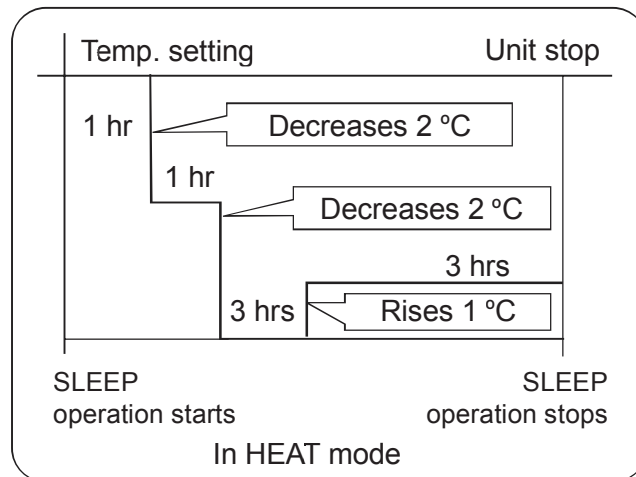 Temp. setting
Unit stop
1 hr
Decreases 2 ºC
1 hr
Decreases 2 ºC
3 hrs
3 hrs
Rises 1 ºC
SLEEP
operation starts
SLEEP
operation stops
In HEAT mode